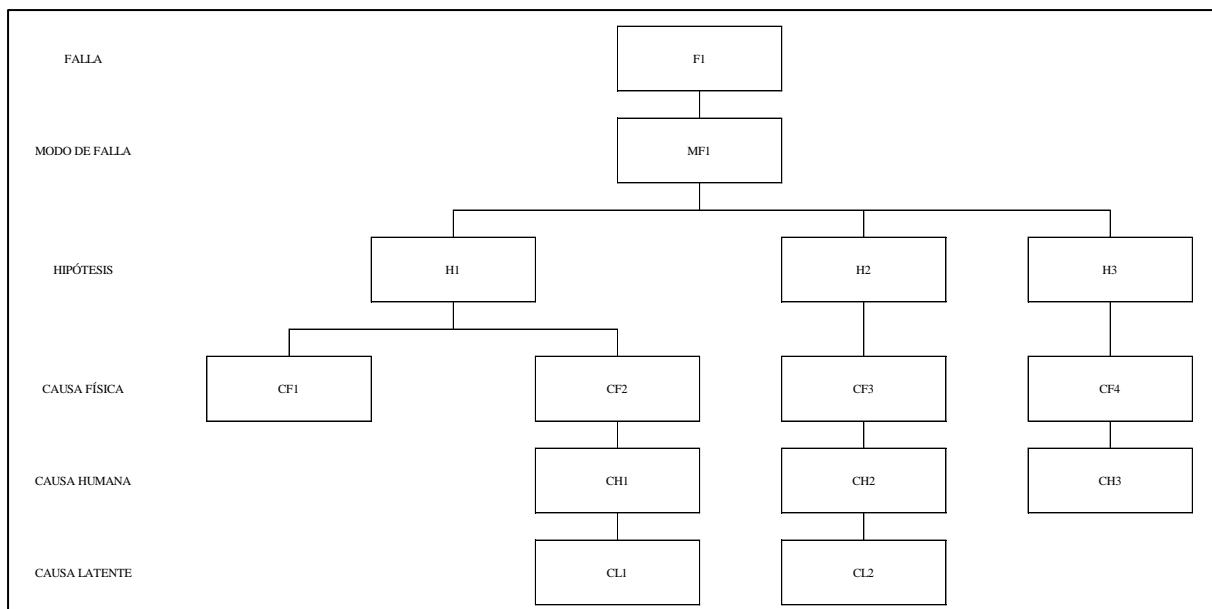 FALLA
F1
MODO DE FALLA
MF1
HIPÓTESIS
H1
H2
H3
CAUSA FÍSICA
CF1
CF2
CF3
CF4
CAUSA HUMANA
CH1
CH2
CH3
CAUSA LATENTE
CL1
CL2